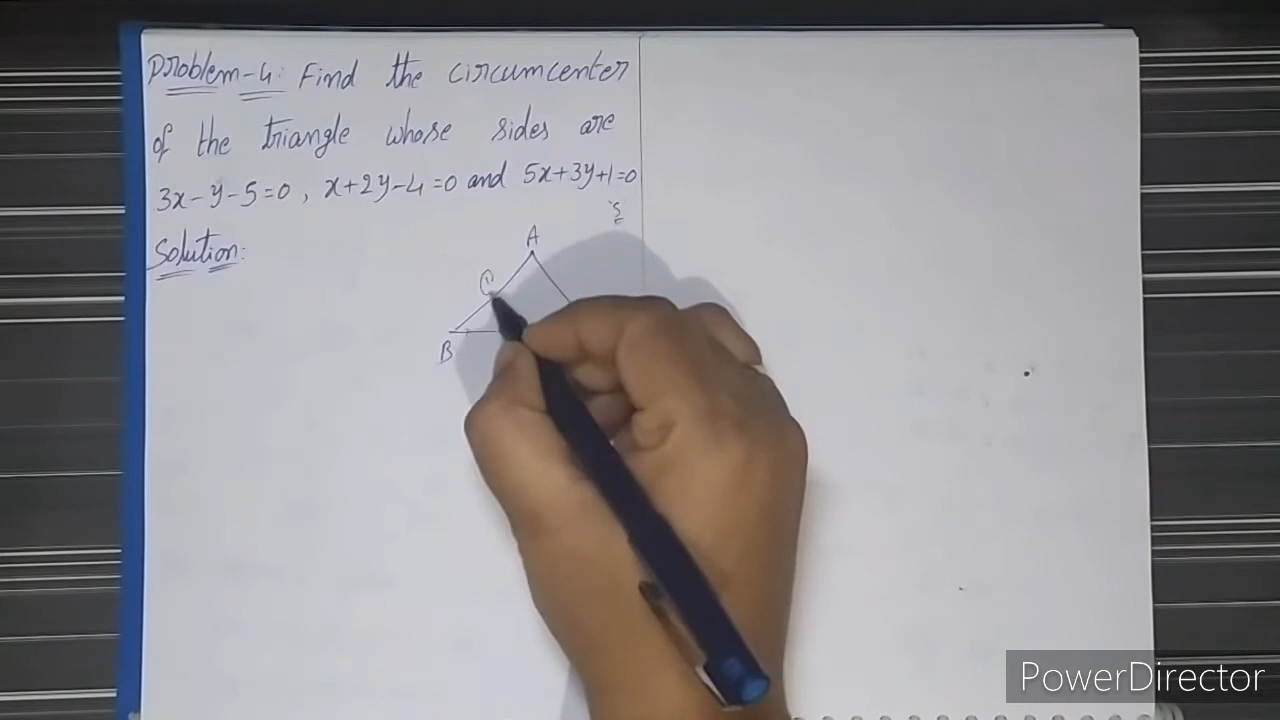 Problem-4: Find the circumcenter
of the triangle whose sides are
3x-y-5=0, x+2y-4=0 and 5x+3y+1=0
Solution:
A
B
PowerDirector